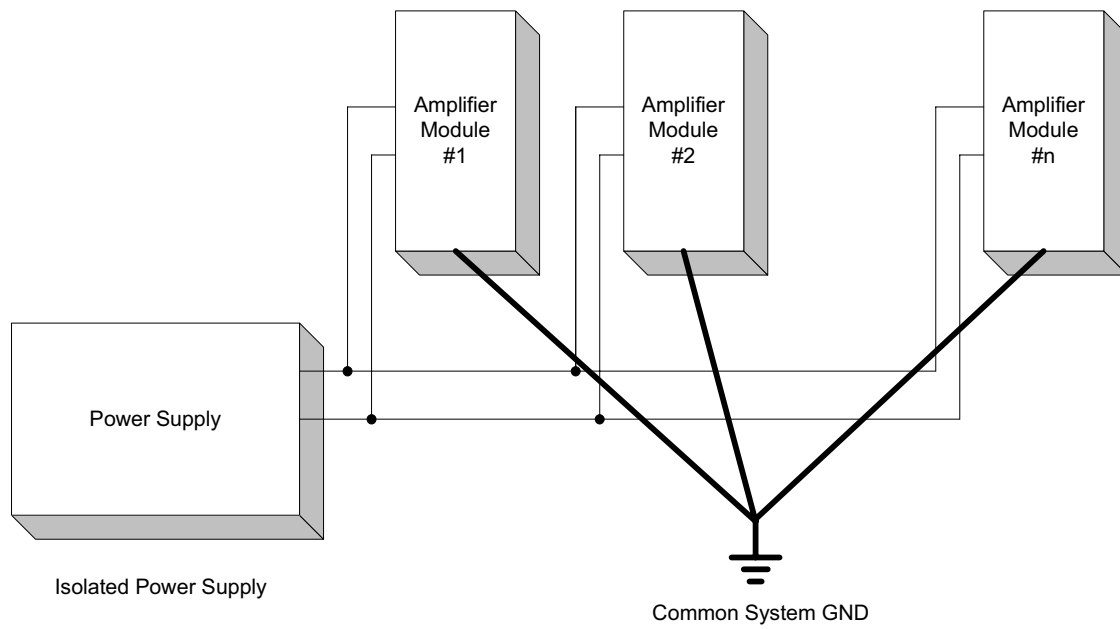 Amplifier
Module
#1
Amplifier
Module
#2
Amplifier
Module
#n
Power Supply
Isolated Power Supply
Common System GND